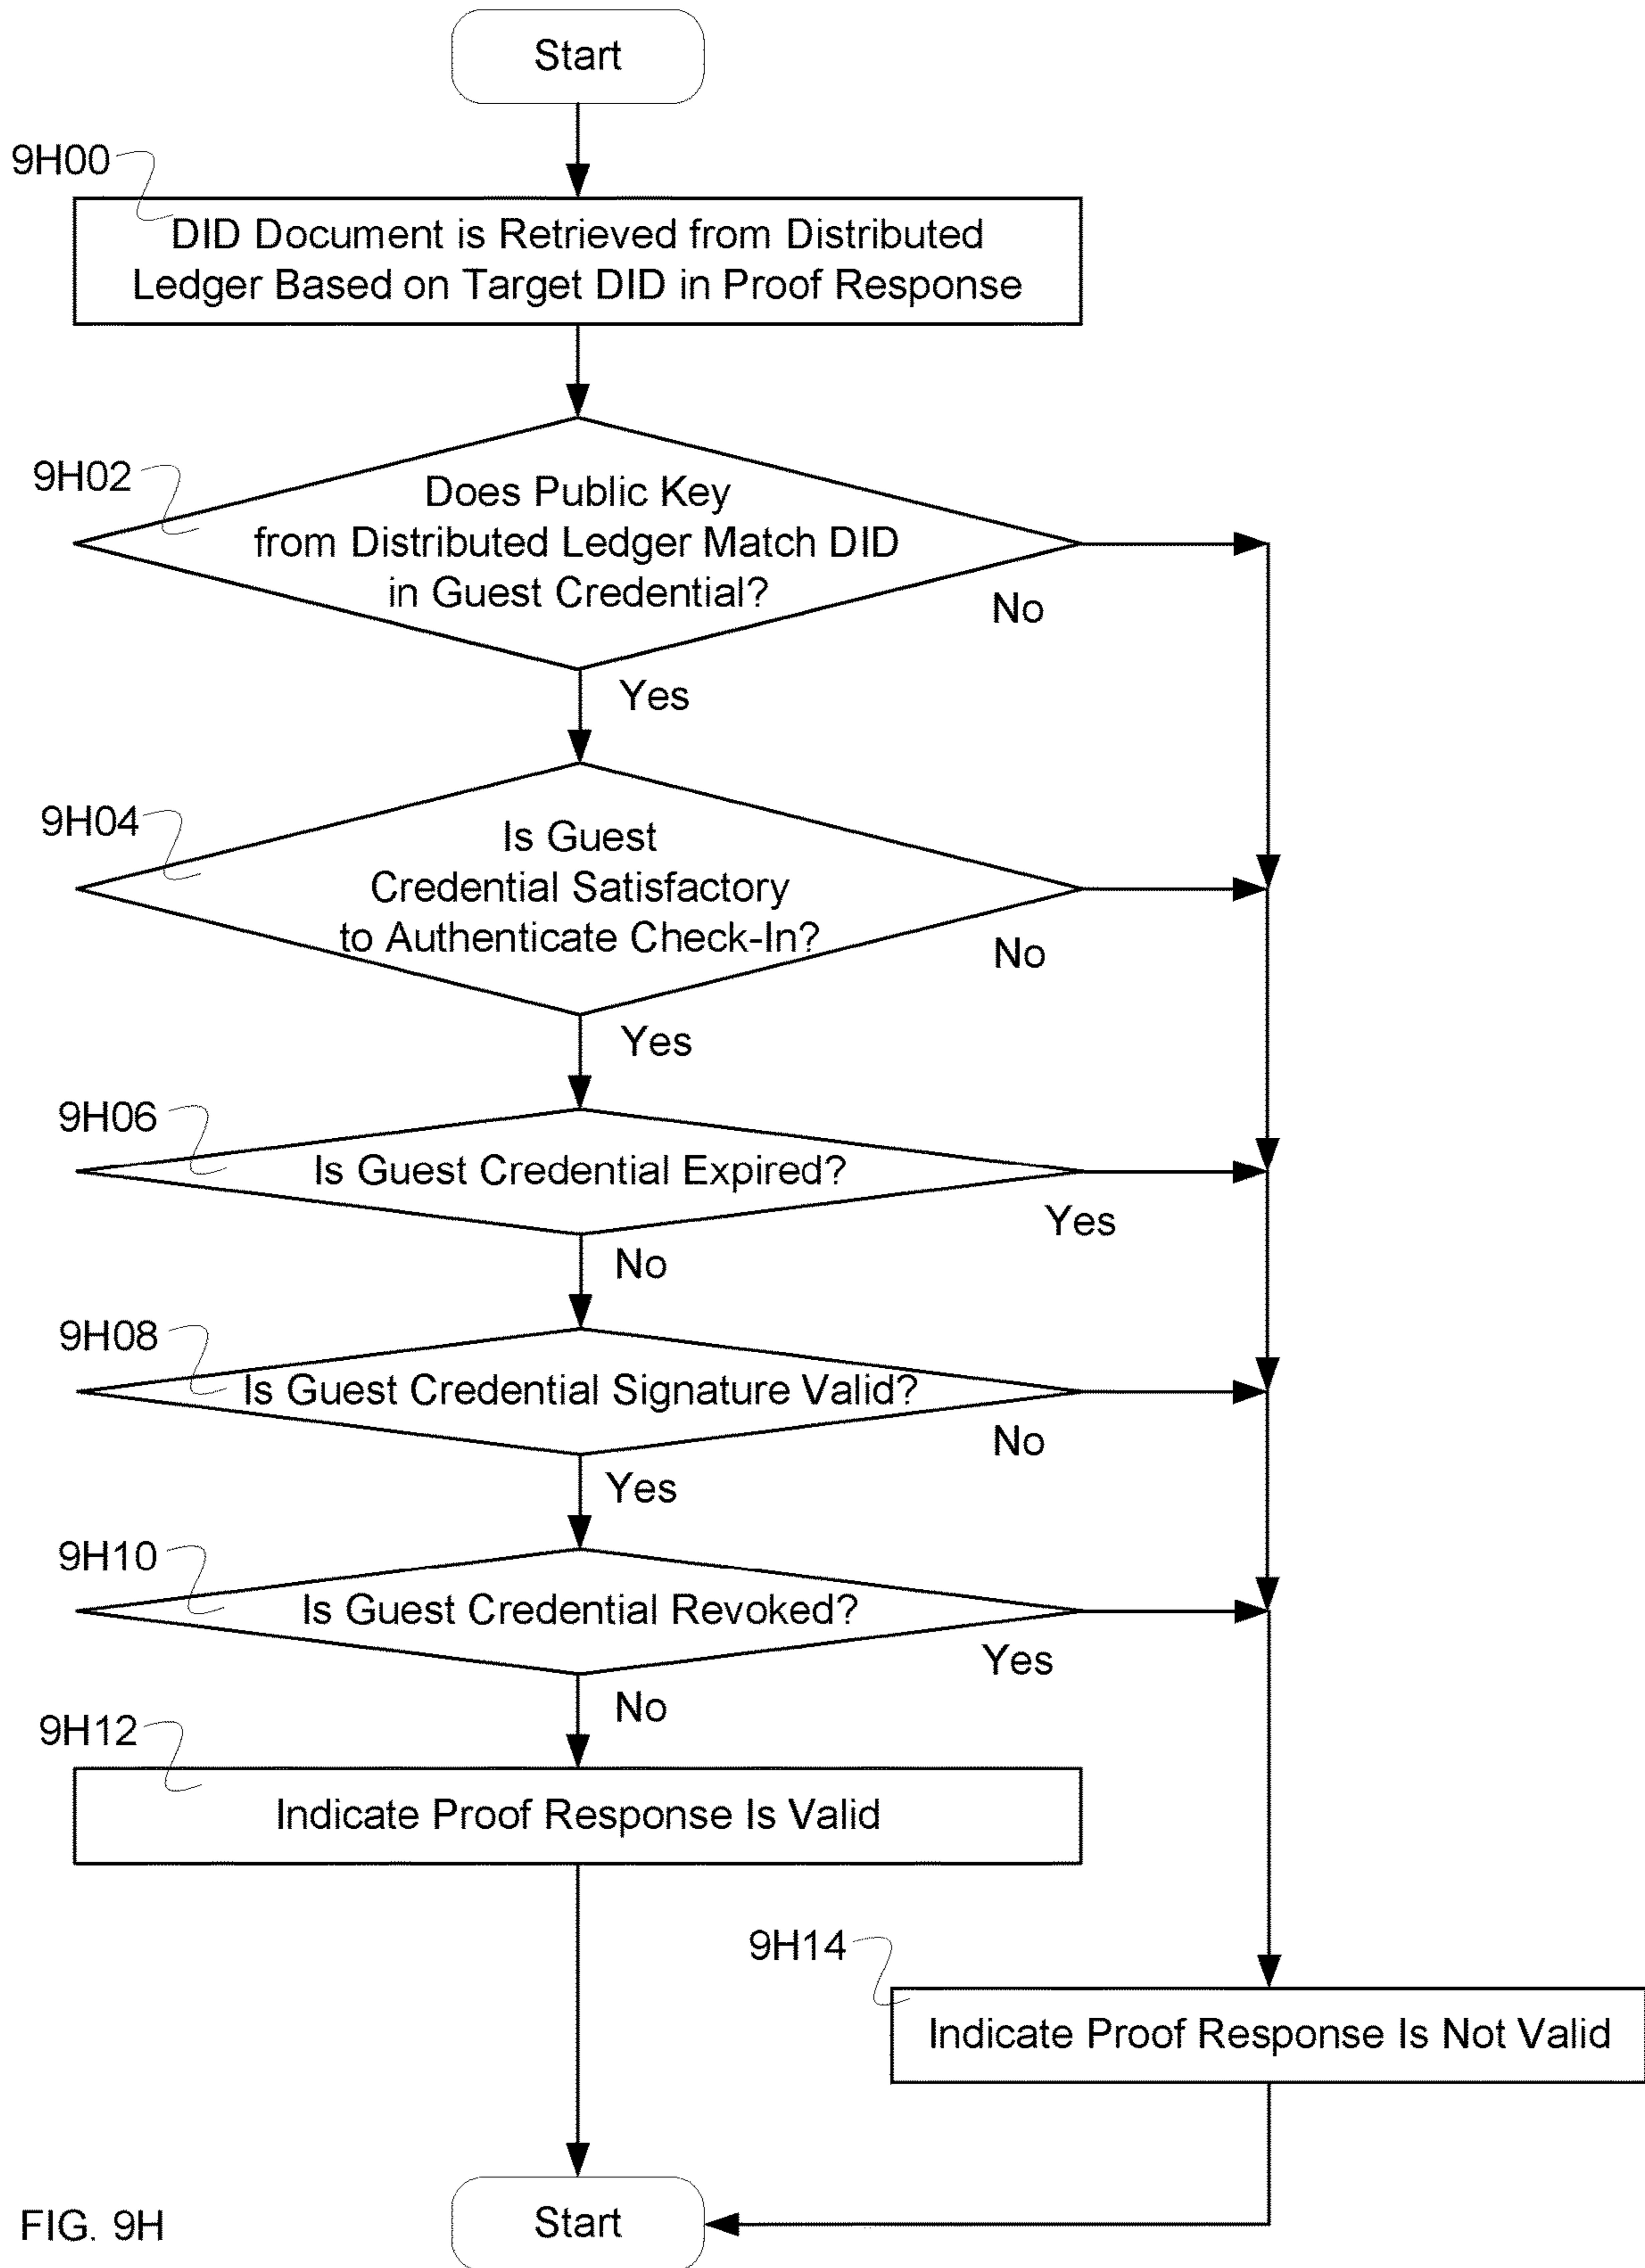 Start
9H00
DID Document is Retrieved from Distributed
Ledger Based on Target DID in Proof Response
9H02
Does Public Key
from Distributed Ledger Match DID
in Guest Credential?
No
Yes
9H04
Is Guest
Credential Satisfactory
to Authenticate Check-In?
No
Yes
9H06
Is Guest Credential Expired?
Yes
No
9H08
Is Guest Credential Signature Valid?
No
Yes
9H10
Is Guest Credential Revoked?
Yes
No
9H12
Indicate Proof Response Is Valid
9H14
Indicate Proof Response Is Not Valid
Start
FIG. 9H